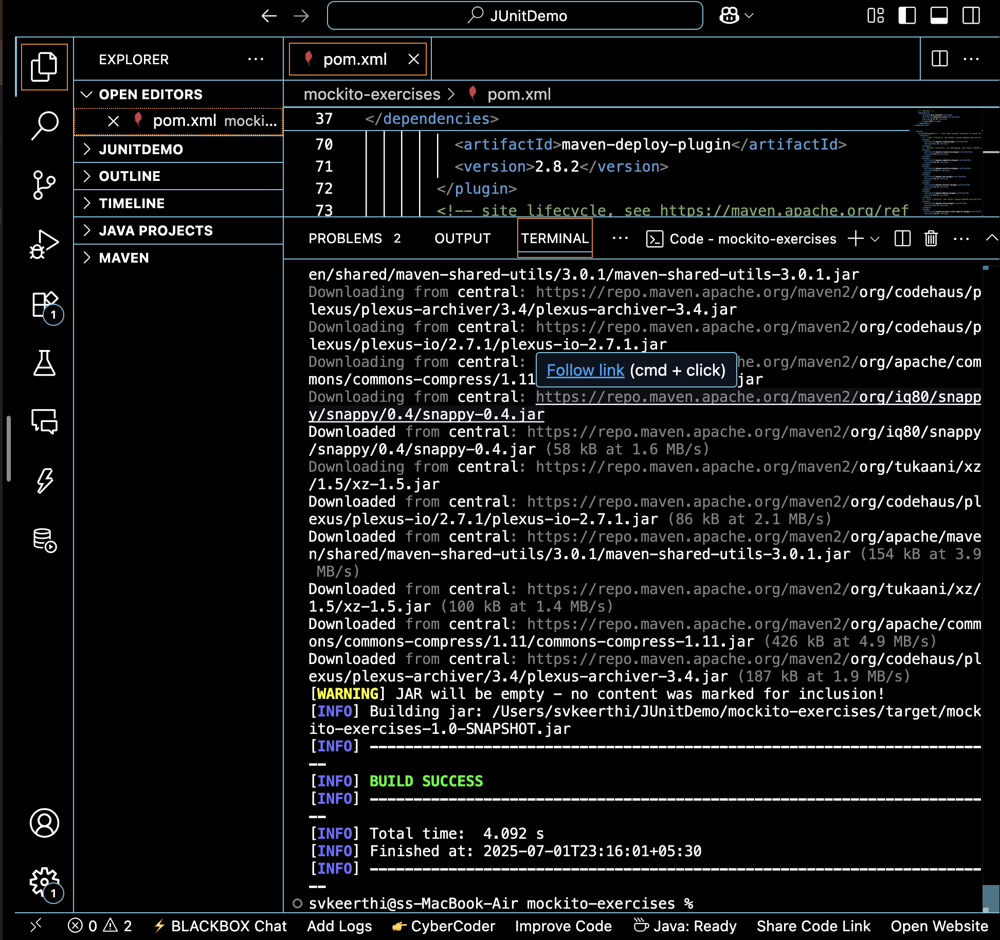 JUnitDemo
EXPLORER
OPEN EDITORS
pom.xml mocki...
JUNITDEMO
OUTLINE
TIMELINE
JAVA PROJECTS
MAVEN
1
1
pom.xml
mockito-exercises > pom.xml
37 </dependencies>
70 <artifactId>maven-deploy-plugin</artifactId>
71 <version>2.8.2</version>
72 </plugin>
73 <!-- site lifecycle, see https://maven.apache.org/ref
PROBLEMS 2 OUTPUT TERMINAL ... Code - mockito-exercises
en/shared/maven-shared-utils/3.0.1/maven-shared-utils-3.0.1.jar
Downloading from central: https://repo.maven.apache.org/maven2/org/codehaus/p
lexus/plexus-archiver/3.4/plexus-archiver-3.4.jar
Downloading from central: https://repo.maven.apache.org/maven2/org/codehaus/p
lexus/plexus-io/2.7.1/plexus-io-2.7.1.jar
Downloading from central: he.org/maven2/org/apache/com
Follow link (cmd + click)
mons/commons-compress/1.11 jar
Downloading from central: https://repo.maven.apache.org/maven2/org/iq80/snapp
y/snappy/0.4/snappy-0.4.jar
Downloaded from central: https://repo.maven.apache.org/maven2/org/iq80/snappy
/snappy/0.4/snappy-0.4.jar (58 kB at 1.6 MB/s)
Downloading from central: https://repo.maven.apache.org/maven2/org/tukaani/xz
/1.5/xz-1.5.jar
Downloaded from central: https://repo.maven.apache.org/maven2/org/codehaus/pl
exus/plexus-io/2.7.1/plexus-io-2.7.1.jar (86 kB at 2.1 MB/s)
Downloaded from central: https://repo.maven.apache.org/maven2/org/apache/mave
n/shared/maven-shared-utils/3.0.1/maven-shared-utils-3.0.1.jar (154 kB at 3.9
MB/s)
Downloaded from central: https://repo.maven.apache.org/maven2/org/tukaani/xz/
1.5/xz-1.5.jar (100 kB at 1.4 MB/s)
Downloaded from central: https://repo.maven.apache.org/maven2/org/apache/comm
ons/commons-compress/1.11/commons-compress-1.11.jar (426 kB at 4.9 MB/s)
Downloaded from central: https://repo.maven.apache.org/maven2/org/codehaus/pl
exus/plexus-archiver/3.4/plexus-archiver-3.4.jar (187 kB at 1.9 MB/s)
[WARNING] JAR will be empty - no content was marked for inclusion!
[INFO] Building jar: /Users/svkeerthi/JUnitDemo/mockito-exercises/target/mock
ito-exercises-1.0-SNAPSHOT.jar
[INFO] ----------------------------------------------------------------------
--
[INFO] BUILD SUCCESS
[INFO] ----------------------------------------------------------------------
--
[INFO] Total time:  4.092 s
[INFO] Finished at: 2025-07-01T23:16:01+05:30
[INFO] ----------------------------------------------------------------------
--
svkeerthi@ss-MacBook-Air mockito-exercises %
0 2 ⚡ BLACKBOX Chat Add Logs 👉 CyberCoder Improve Code Java: Ready Share Code Link Open Website